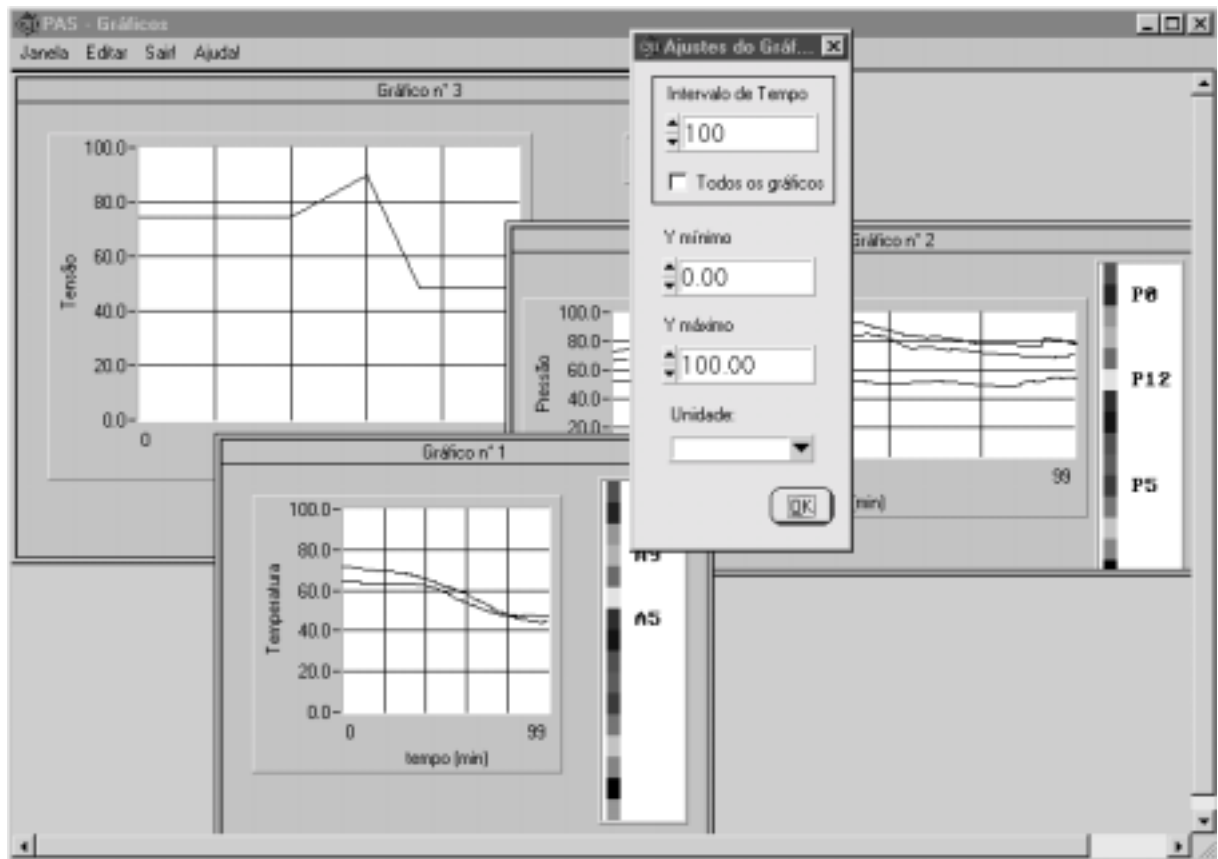 PAS - Gráficos
Janela Editar Sair! Ajuda!
Gráfico n° 3
Tensão
100.0
80.0
60.0
40.0
20.0
0.0
0
Ajustes do Gráf...
Intervalo de Tempo
100
Todos os gráficos
Y mínimo
0.00
Y máximo
100.00
Unidade:
OK
Gráfico n° 2
Pressão
100.0
80.0
60.0
40.0
20.0
99
(min)
P0
P12
P5
Gráfico n° 1
Temperatura
100.0
80.0
60.0
40.0
20.0
0.0
0
99
tempo (min)
A9
A5